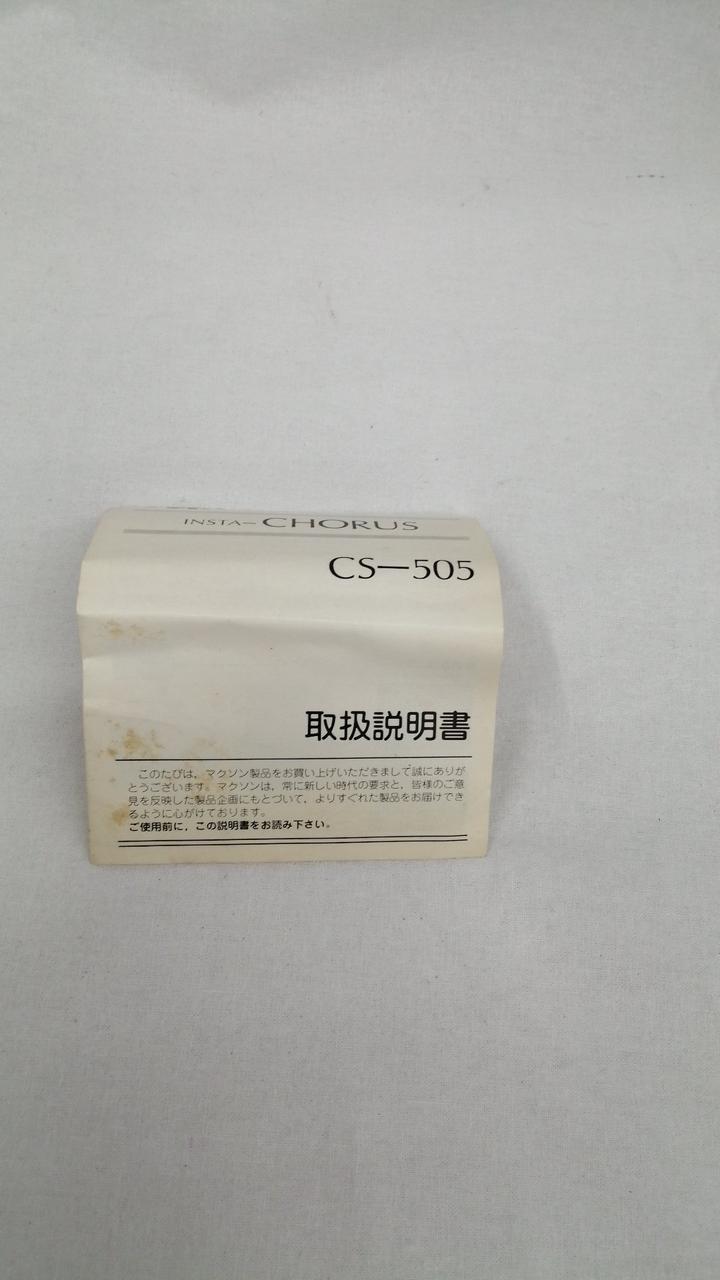 INSTA—CHORUS
CS—505
取扱説明書
このたびは、マクソン製品をお買い上げいただきまして誠にありが
とうございます。マクソンは、常に新しい時代の要求と、皆様のご意
見を反映した製品企画にもとづいて、よりすぐれた製品をお届けでき
るように心がけております。
ご使用前に、この説明書をお読み下さい。